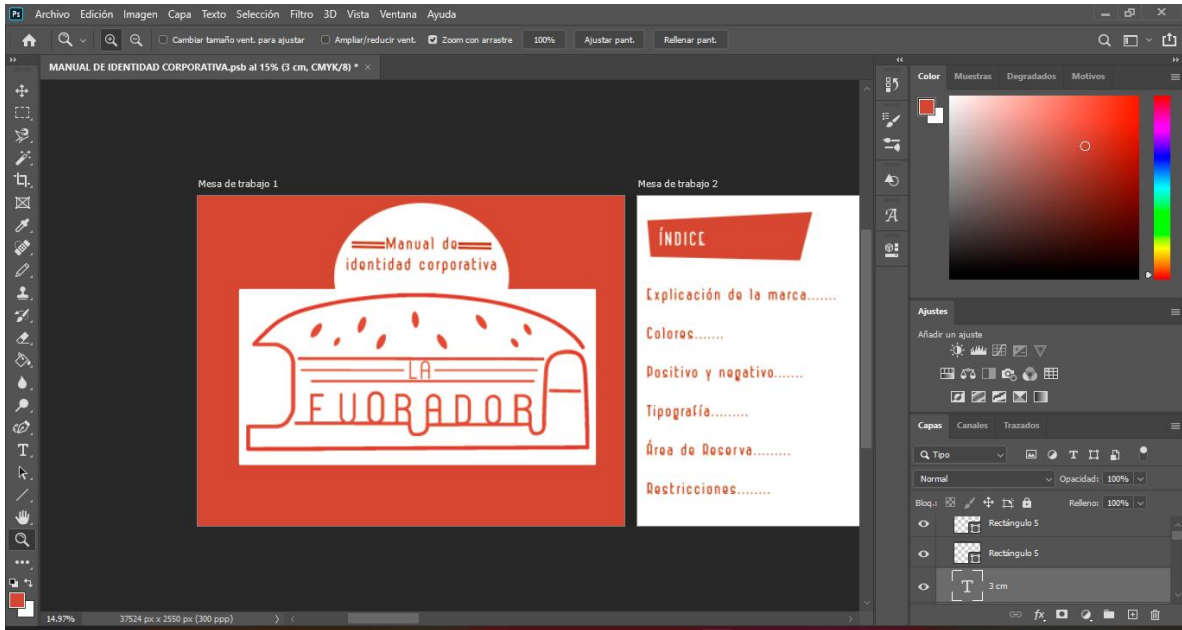 Ps Archivo Edición Imagen Capa Texto Selección Filtro 3D Vista Ventana Ayuda
Cambiar tamaño vent. para ajustar Ampliar/reducir vent. Zoom con arrastre 100% Ajustar pant. Rellenar pant.
MANUAL DE IDENTIDAD CORPORATIVA.psb al 15% (3 cm, CMYK/8) *
Mesa de trabajo 1
Manual de
identidad corporativa
LA
FUORADOR
Mesa de trabajo 2
ÍNDICE
Explicación de la marca.......
Colores.......
Positivo y negativo.......
Tipografía.........
Área de Reserva.........
Restricciones........
Color Muestras Degradados Motivos
Ajustes
Añadir un ajuste
Capas Canales Trazados
Tipo
Normal Opacidad: 100%
Bloq.: Relleno: 100%
Rectángulo 5
Rectángulo 5
T 3 cm
fx
14.97% 37524 px x 2550 px (300 ppp)